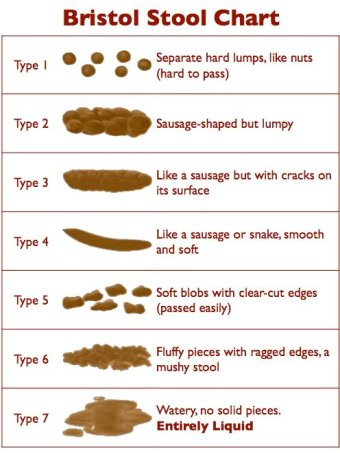 Bristol Stool Chart
Type 1
Separate hard lumps, like nuts
(hard to pass)
Type 2
Sausage-shaped but lumpy
Type 3
Like a sausage but with cracks on
its surface
Type 4
Like a sausage or snake, smooth
and soft
Type 5
Soft blobs with clear-cut edges
(passed easily)
Type 6
Fluffy pieces with ragged edges, a
mushy stool
Type 7
Watery, no solid pieces.
Entirely Liquid